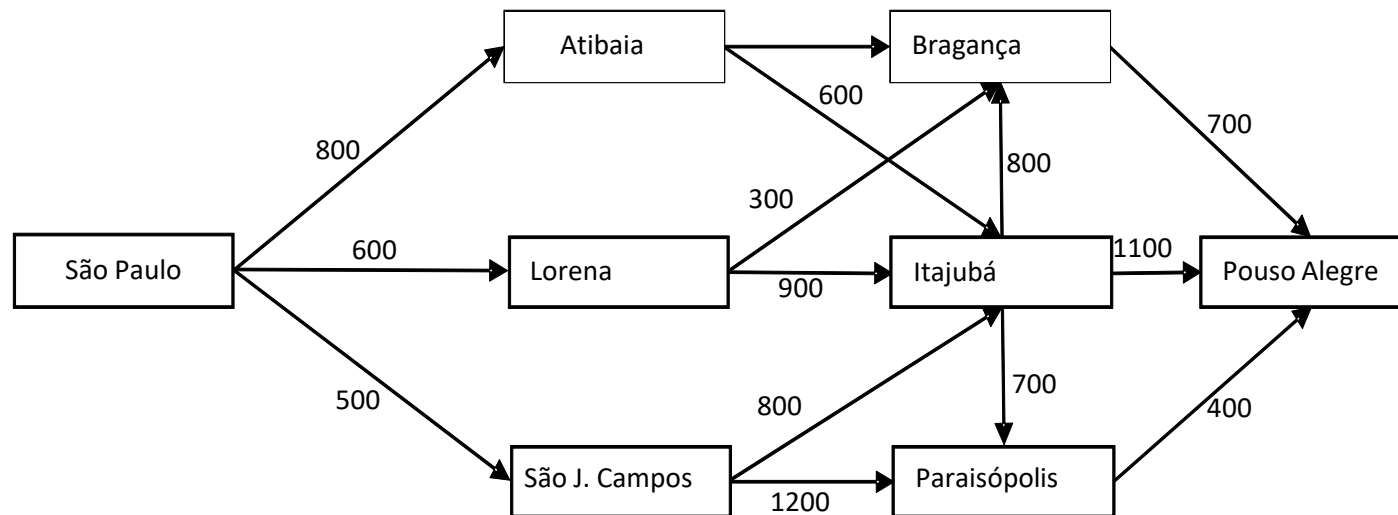 Atibaia
Bragança
600
700
800
800
300
São Paulo
600
Lorena
900
Itajubá
1100
Pouso Alegre
500
800
700
400
São J. Campos
1200
Paraisópolis